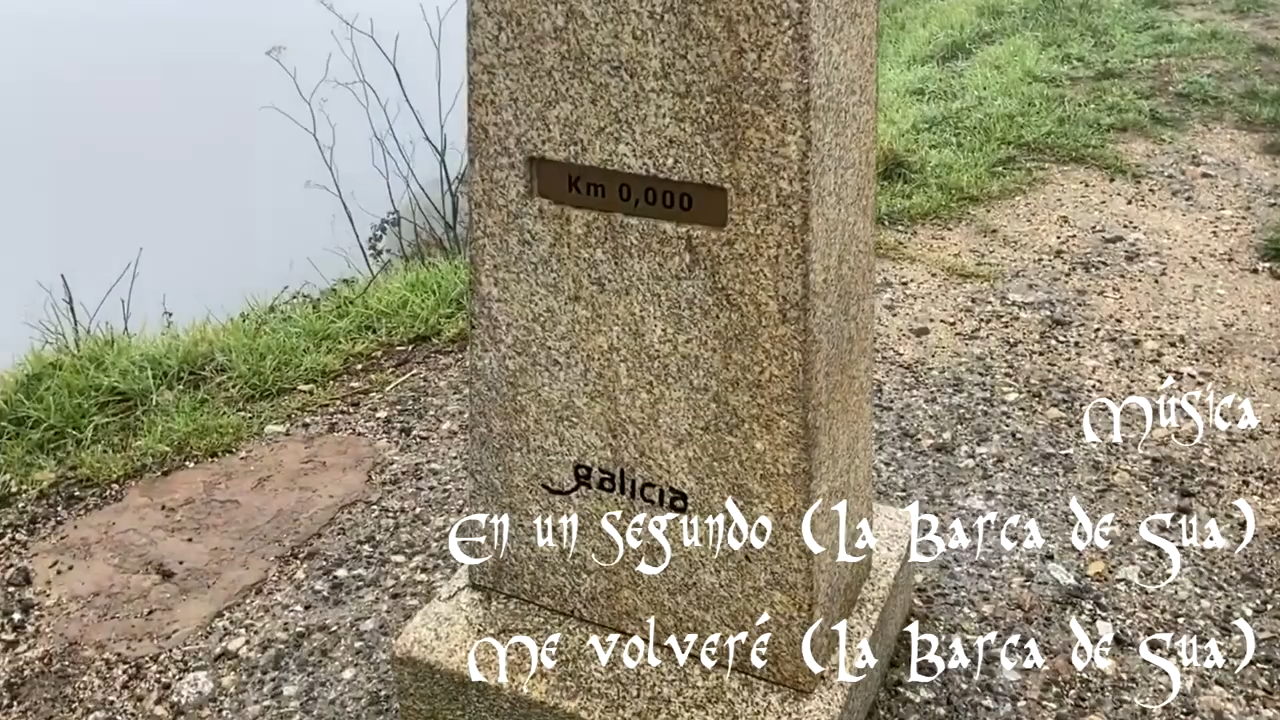 Km 0,000
galicia
Música
En un segundo (La Barca de Sua)
Me volveré (La Barca de Sua)